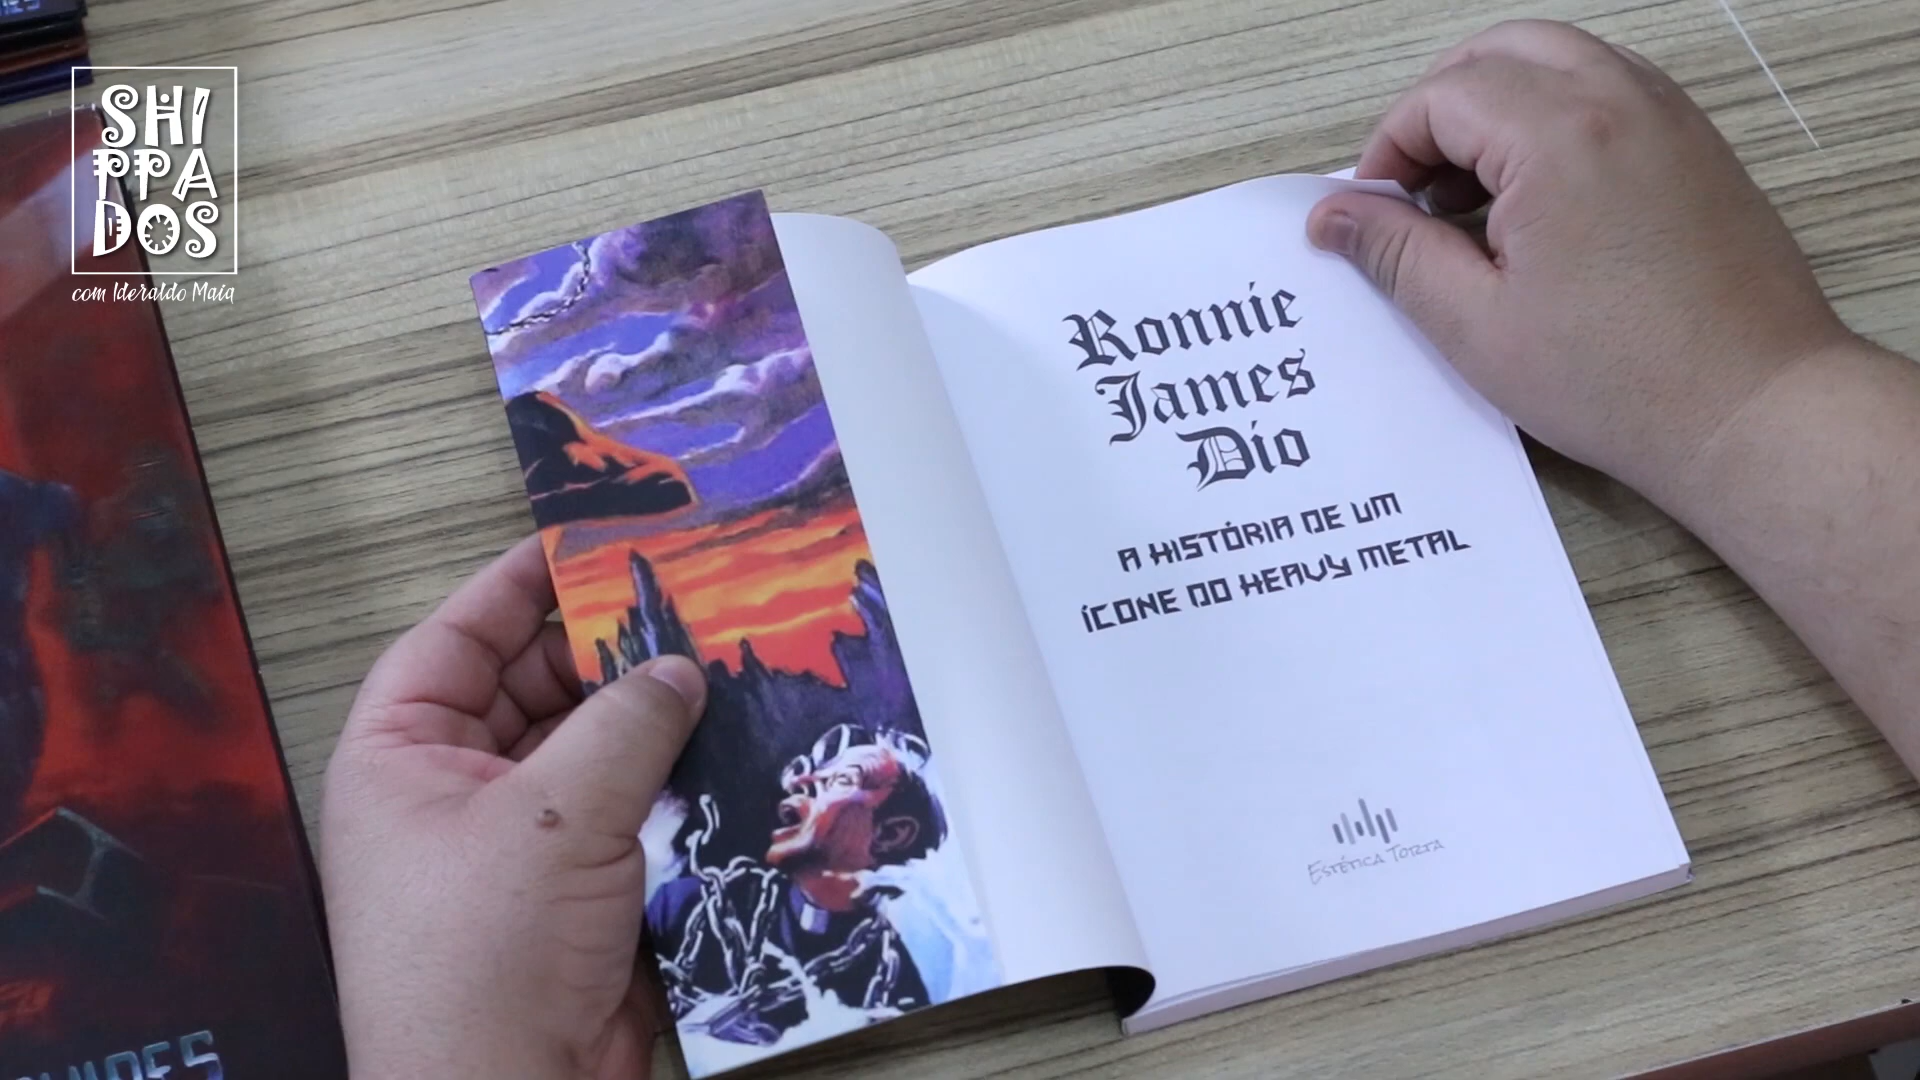 SHI
PPA
DOS
com Ideraldo Maia
Ronnie
James
Dio
A HISTÓRIA DE UM
ÍCONE DO HEAVY METAL
ESTÉTICA TORTA